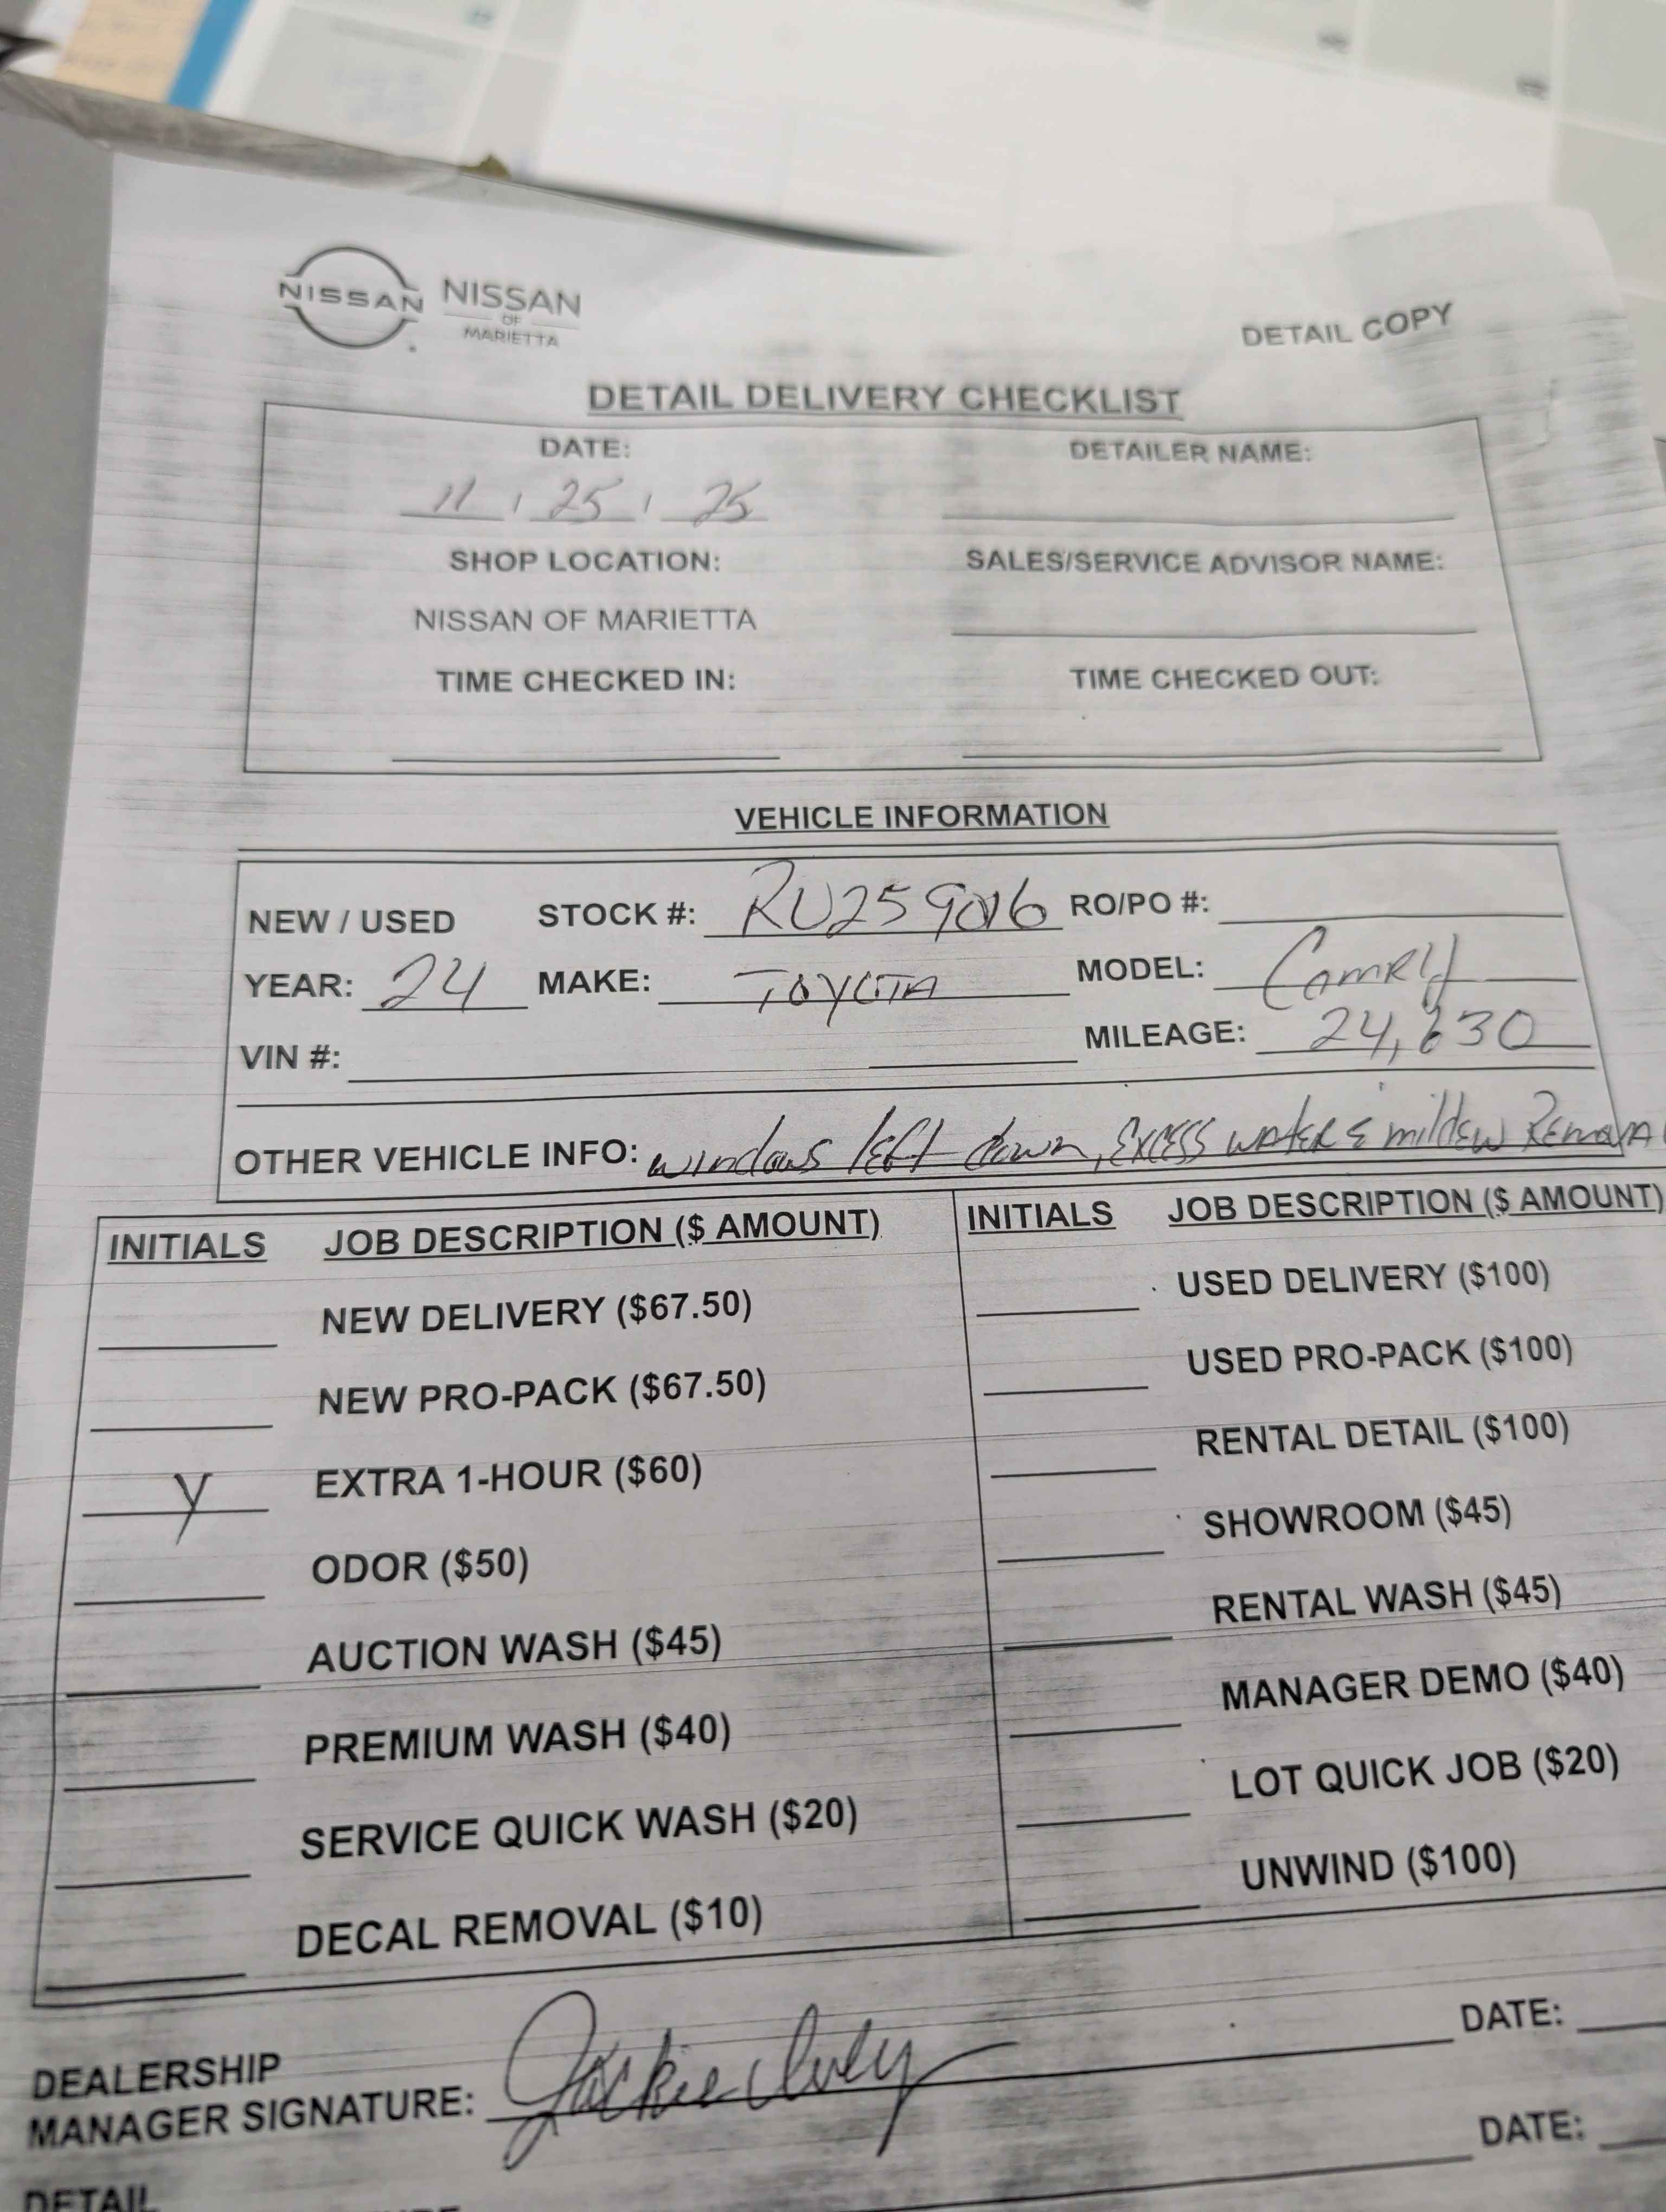 NISSAN NISSAN
OF
MARIETTA
DETAIL COPY
DETAIL DELIVERY CHECKLIST
DATE: DETAILER NAME:
11 / 25 / 25
SHOP LOCATION: SALES/SERVICE ADVISOR NAME:
NISSAN OF MARIETTA
TIME CHECKED IN: TIME CHECKED OUT:
VEHICLE INFORMATION
NEW / USED STOCK #: RU259016 RO/PO #:
YEAR: 24 MAKE: TOYOTA MODEL: CamRy
VIN #: MILEAGE: 24,630
OTHER VEHICLE INFO: windows left down, EXCESS WATER & mildew Remova
INITIALS JOB DESCRIPTION ($ AMOUNT) INITIALS JOB DESCRIPTION ($ AMOUNT)
NEW DELIVERY ($67.50) USED DELIVERY ($100)
NEW PRO-PACK ($67.50) USED PRO-PACK ($100)
y EXTRA 1-HOUR ($60) RENTAL DETAIL ($100)
ODOR ($50) SHOWROOM ($45)
AUCTION WASH ($45) RENTAL WASH ($45)
PREMIUM WASH ($40) MANAGER DEMO ($40)
SERVICE QUICK WASH ($20) LOT QUICK JOB ($20)
DECAL REMOVAL ($10) UNWIND ($100)
DEALERSHIP
MANAGER SIGNATURE: Jackie Ivey DATE:
DETAIL DATE: